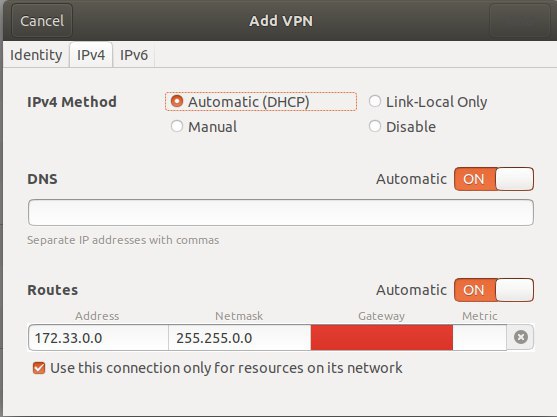 Cancel Add VPN
Identity IPv4 IPv6
IPv4 Method Automatic (DHCP) Link-Local Only
Manual Disable
DNS Automatic ON
Separate IP addresses with commas
Routes Automatic ON
Address Netmask Gateway Metric
172.33.0.0 255.255.0.0
Use this connection only for resources on its network